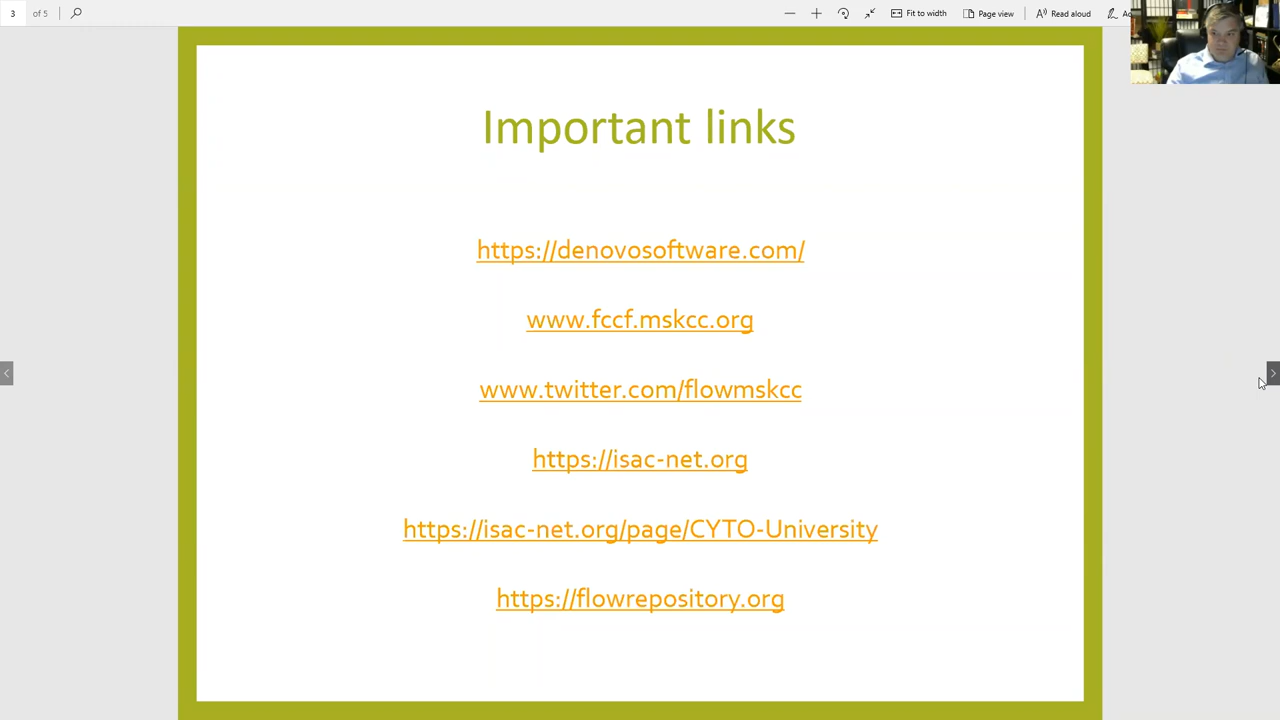 3 of 5
Fit to width
Page view
Read aloud
Important links
https://denovosoftware.com/
www.fccf.mskcc.org
www.twitter.com/flowmskcc
https://isac-net.org
https://isac-net.org/page/CYTO-University
https://flowrepository.org